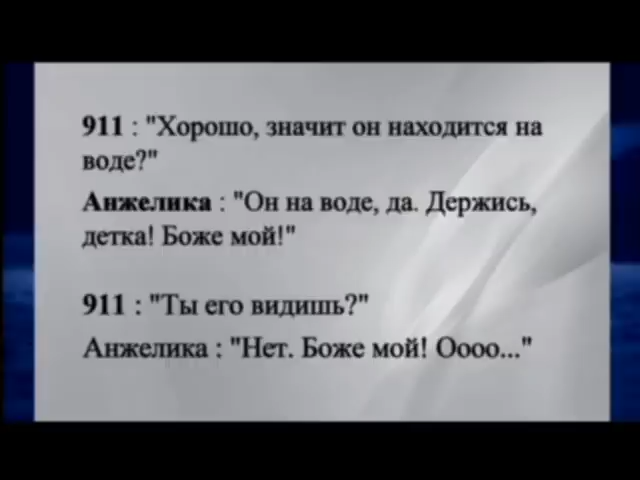 911 : "Хорошо, значит он находится на
воде?"
Анжелика : "Он на воде, да. Держись,
детка! Боже мой!"
911 : "Ты его видишь?"
Анжелика : "Нет. Боже мой! Оооо..."